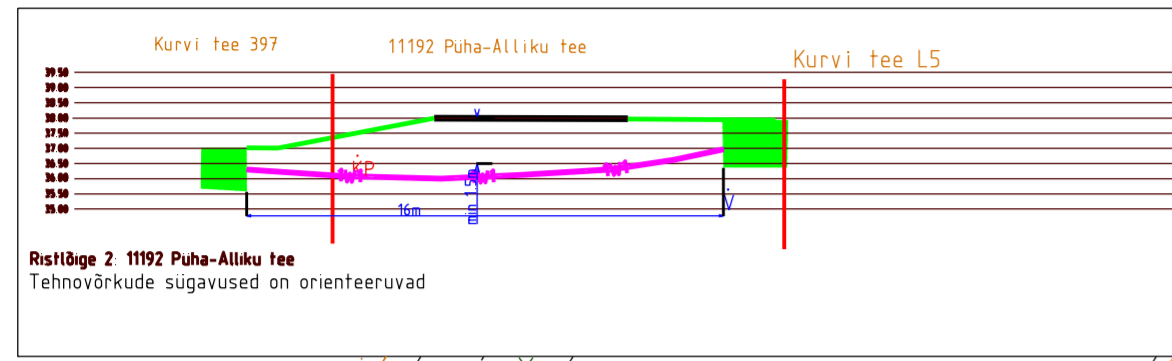 Kurvi tee 397
11192 Püha-Alliku tee
Kurvi tee L5
39.50
39.00
38.50
38.00
37.50
37.00
36.50
36.00
35.50
35.00
KP
min 1.5m
16m
V
Ristlõige 2: 11192 Püha-Alliku tee
Tehnovõrkude sügavused on orienteeruvad